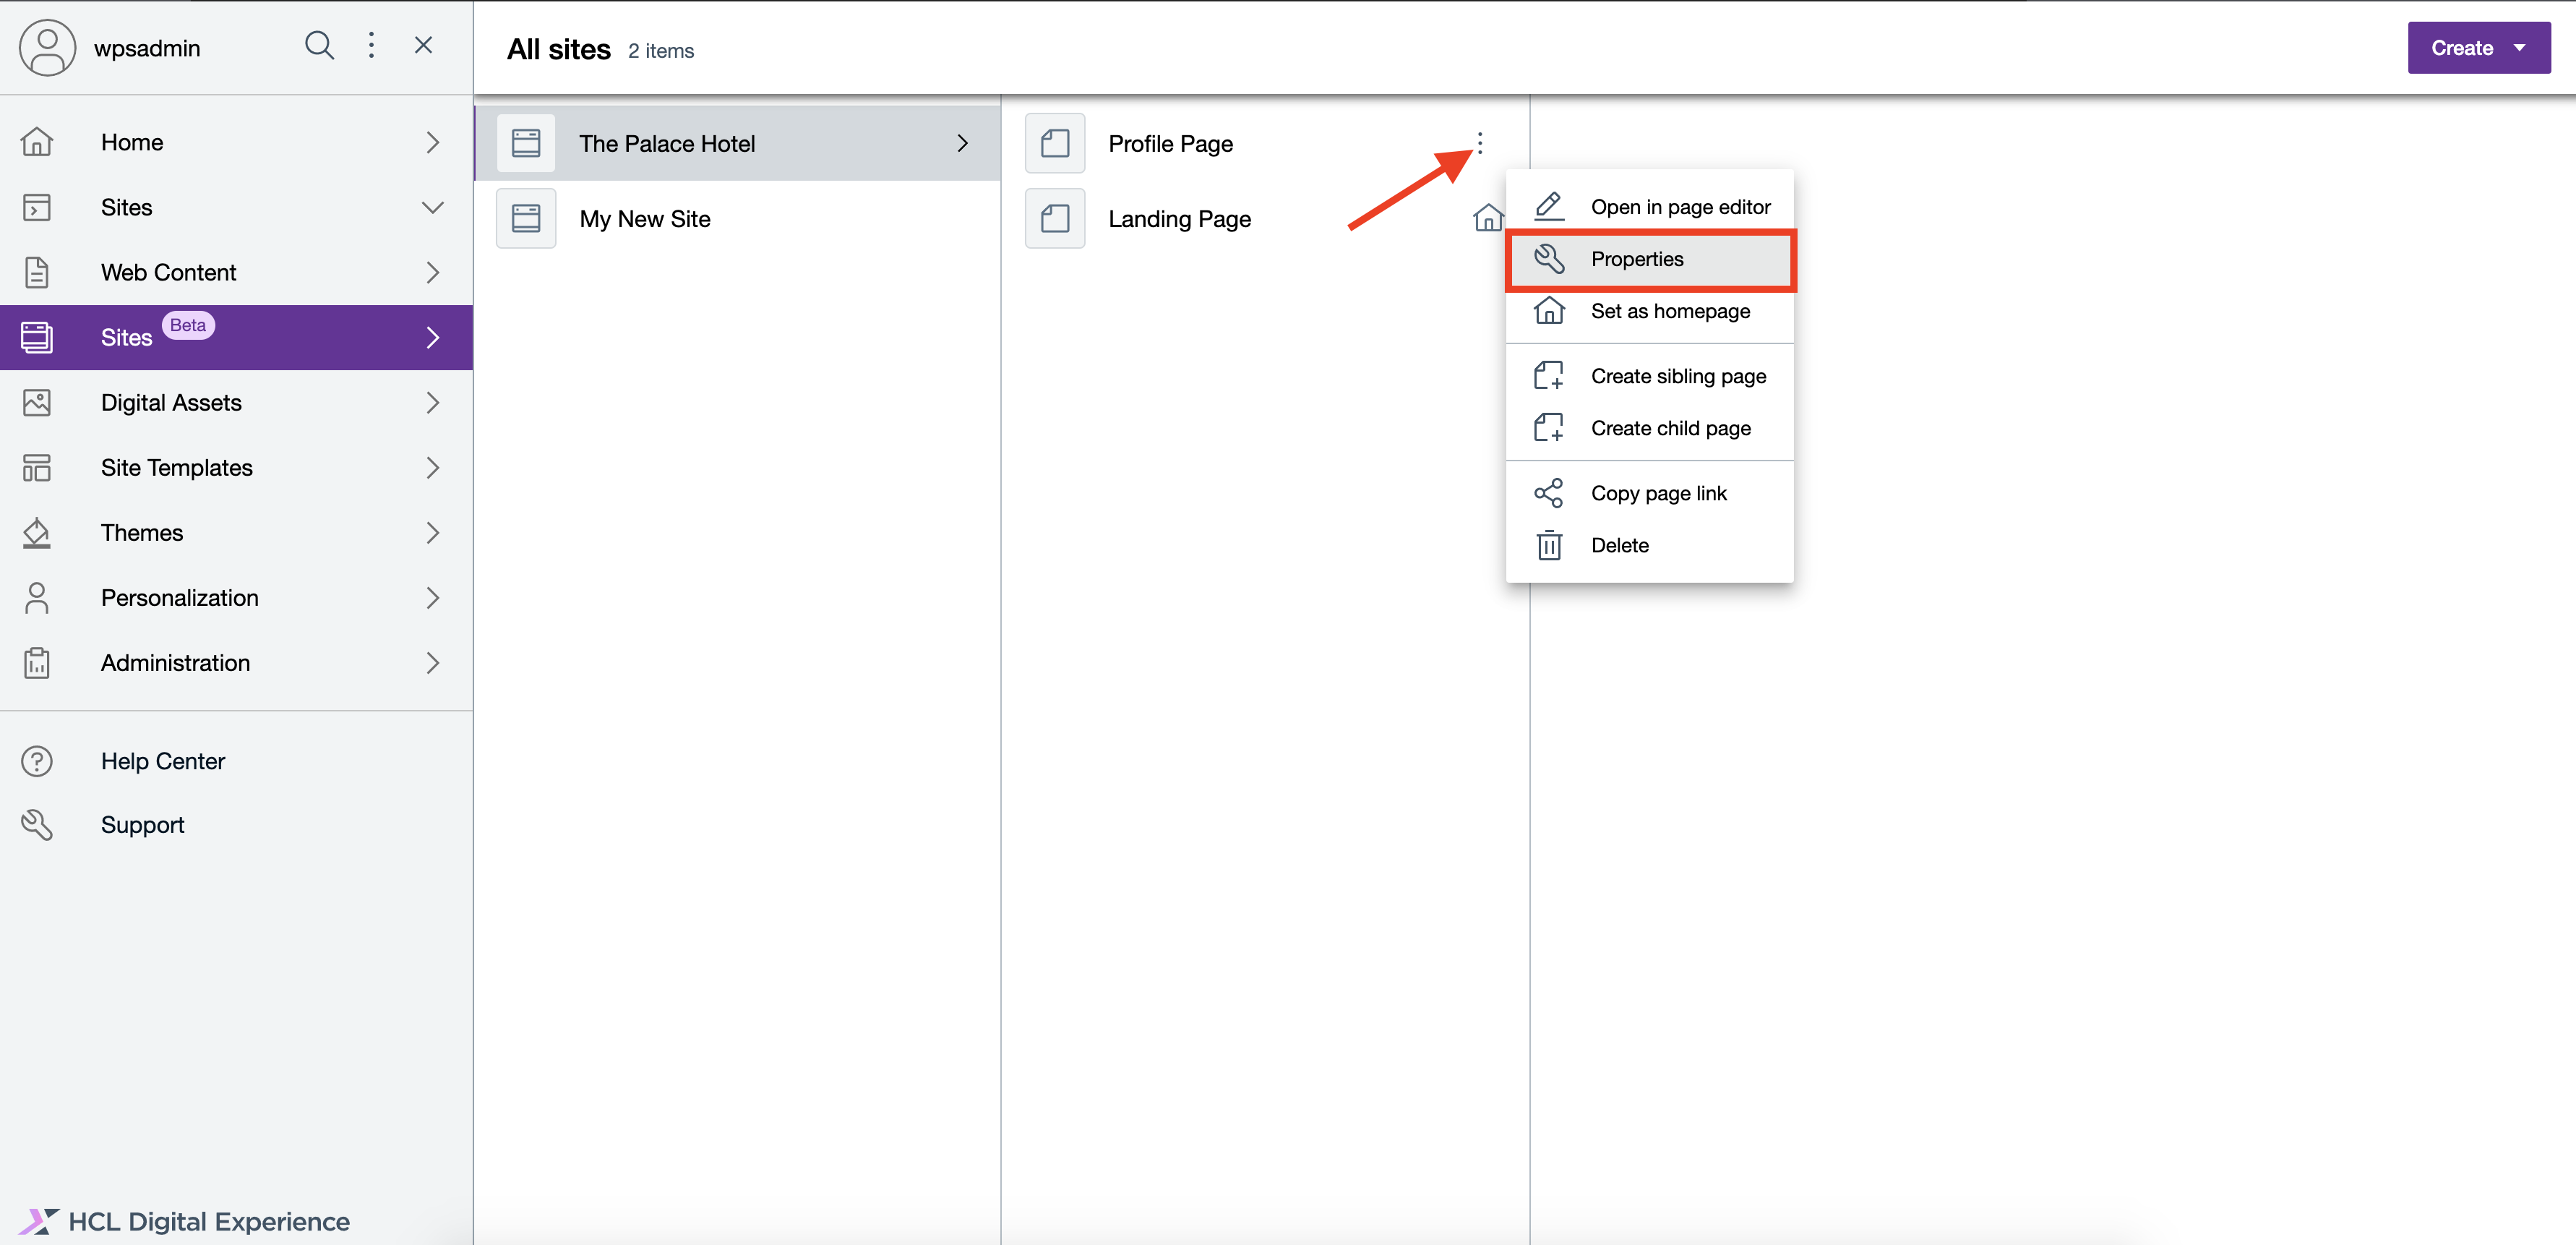 wpsadmin
Home
Sites
Web Content
Sites Beta
Digital Assets
Site Templates
Themes
Personalization
Administration
Help Center
Support
HCL Digital Experience
All sites 2 items
Create
The Palace Hotel
My New Site
Profile Page
Landing Page
Open in page editor
Properties
Set as homepage
Create sibling page
Create child page
Copy page link
Delete